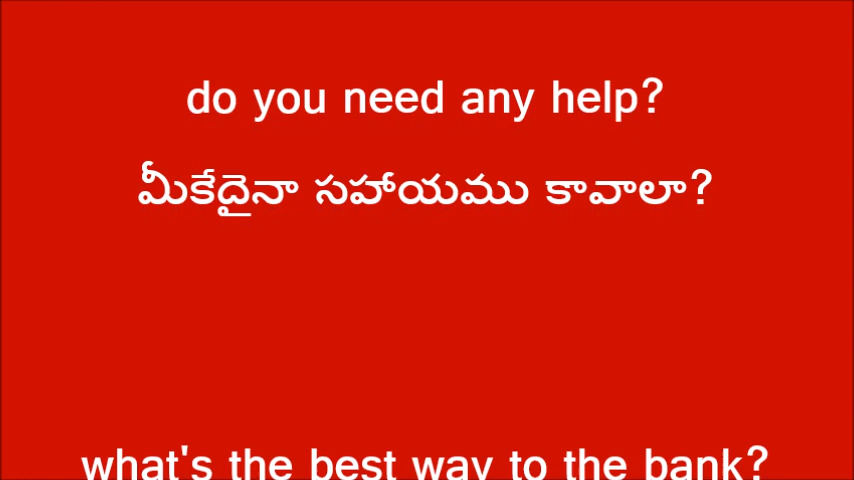 do you need any help?
మీకేదైనా సహాయము కావాలా?
what's the best way to the bank?